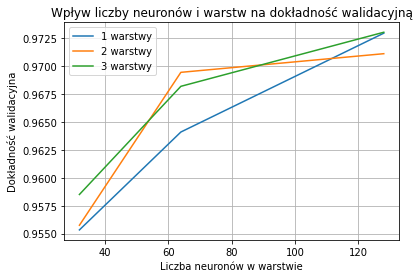 Wpływ liczby neuronów i warstw na dokładność walidacyjną
0.9725
0.9700
0.9675
0.9650
0.9625
0.9600
0.9575
0.9550
Dokładność walidacyjna
1 warstwy
2 warstwy
3 warstwy
40 60 80 100 120
Liczba neuronów w warstwie